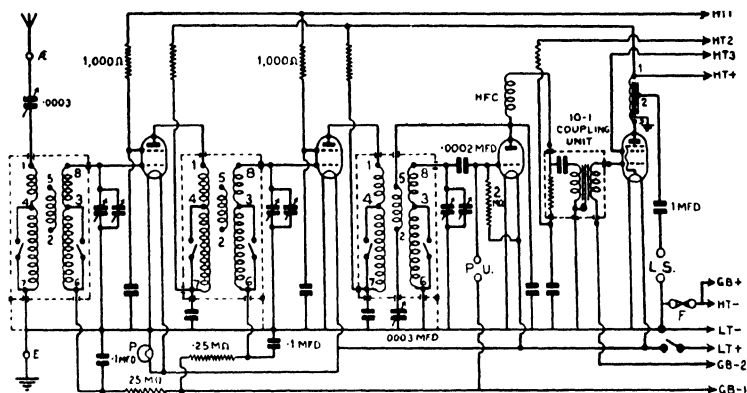 HT1
HT2
HT3
HT+
Æ
.0003
1,000Ω
1,000Ω
HFC
.0002 MFD
10-1
COUPLING
UNIT
1
2
3
1
5
8
4
3
2
7
6
1
5
8
4
3
2
7
6
1
5
8
4
3
2
7
6
2
MΩ
P.U.
.1 MFD
L.S.
GB+
HT-
F
LT-
LT+
GB-2
GB-1
E
.1 MFD
P
.25 MΩ
.1 MFD
.0003 MFD
.25 MΩ